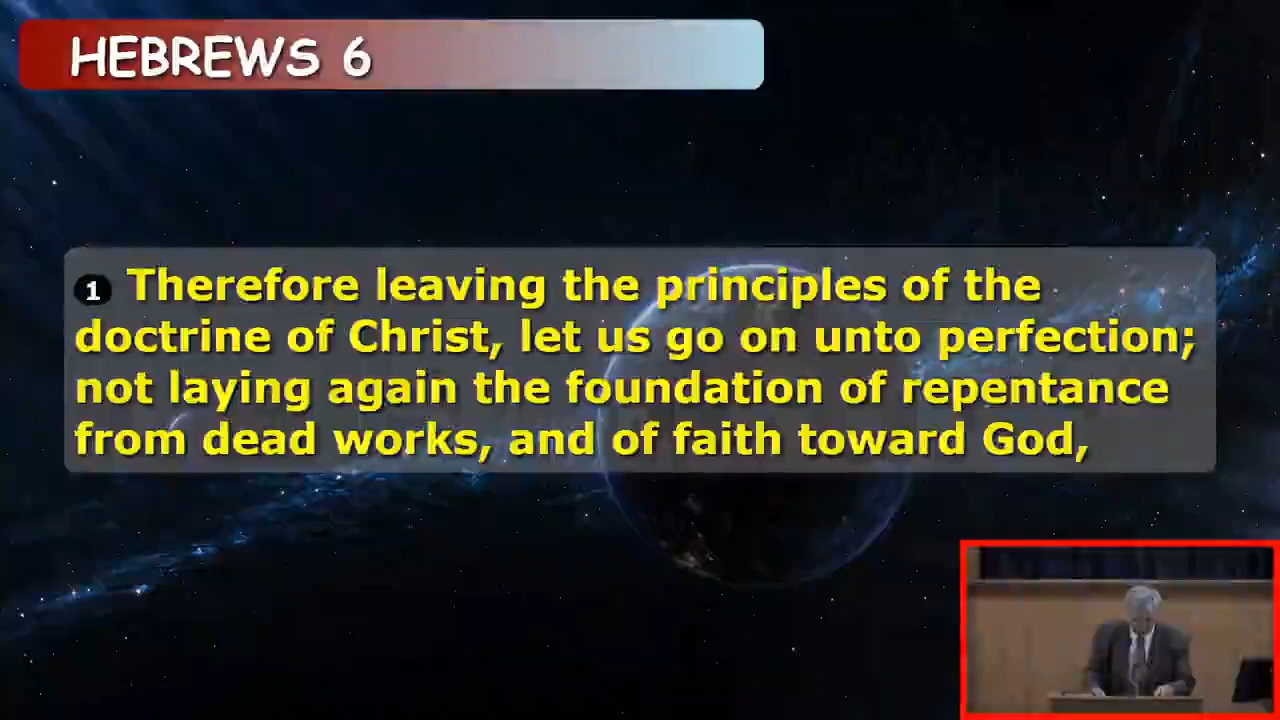 HEBREWS 6
1 Therefore leaving the principles of the
doctrine of Christ, let us go on unto perfection;
not laying again the foundation of repentance
from dead works, and of faith toward God,